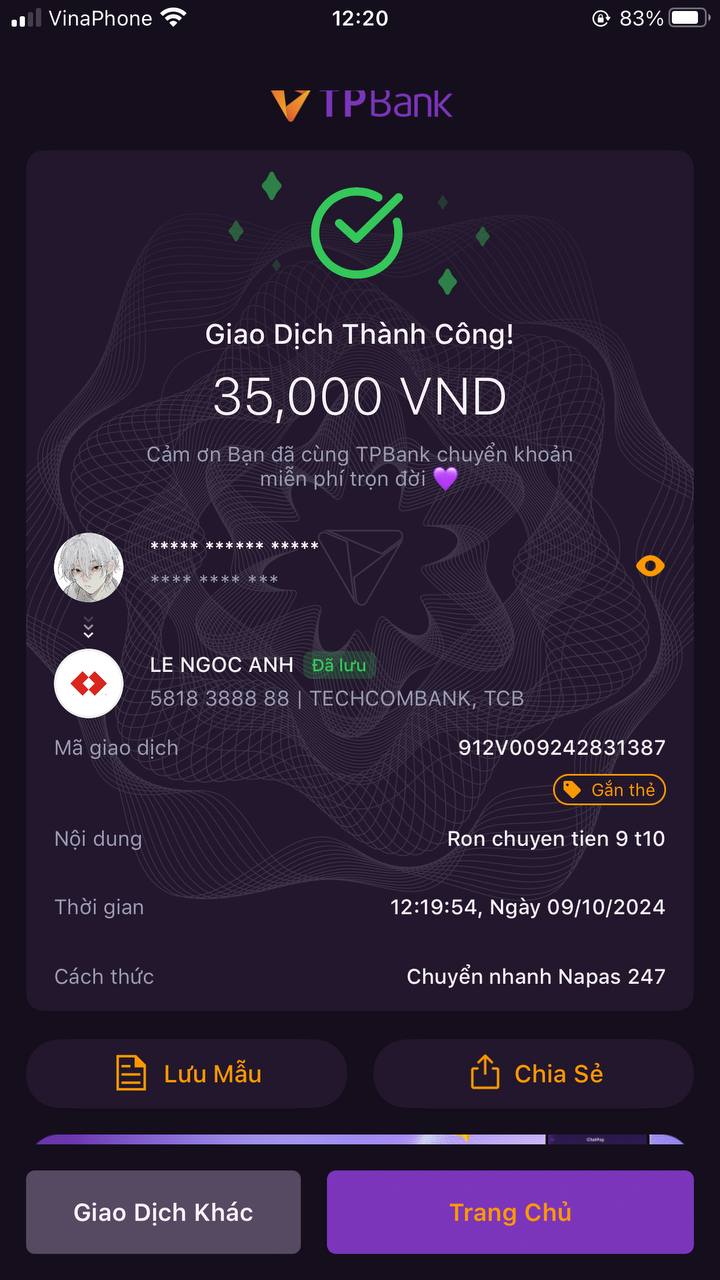 VinaPhone 12:20 83%
TPBank
Giao Dịch Thành Công!
35,000 VND
Cảm ơn Bạn đã cùng TPBank chuyển khoản
miễn phí trọn đời 💜
***** ****** *****
**** **** ***
LE NGOC ANH Đã lưu
5818 3888 88 | TECHCOMBANK, TCB
Mã giao dịch 912V009242831387
Gắn thẻ
Nội dung Ron chuyen tien 9 t10
Thời gian 12:19:54, Ngày 09/10/2024
Cách thức Chuyển nhanh Napas 247
Lưu Mẫu Chia Sẻ
Giao Dịch Khác Trang Chủ